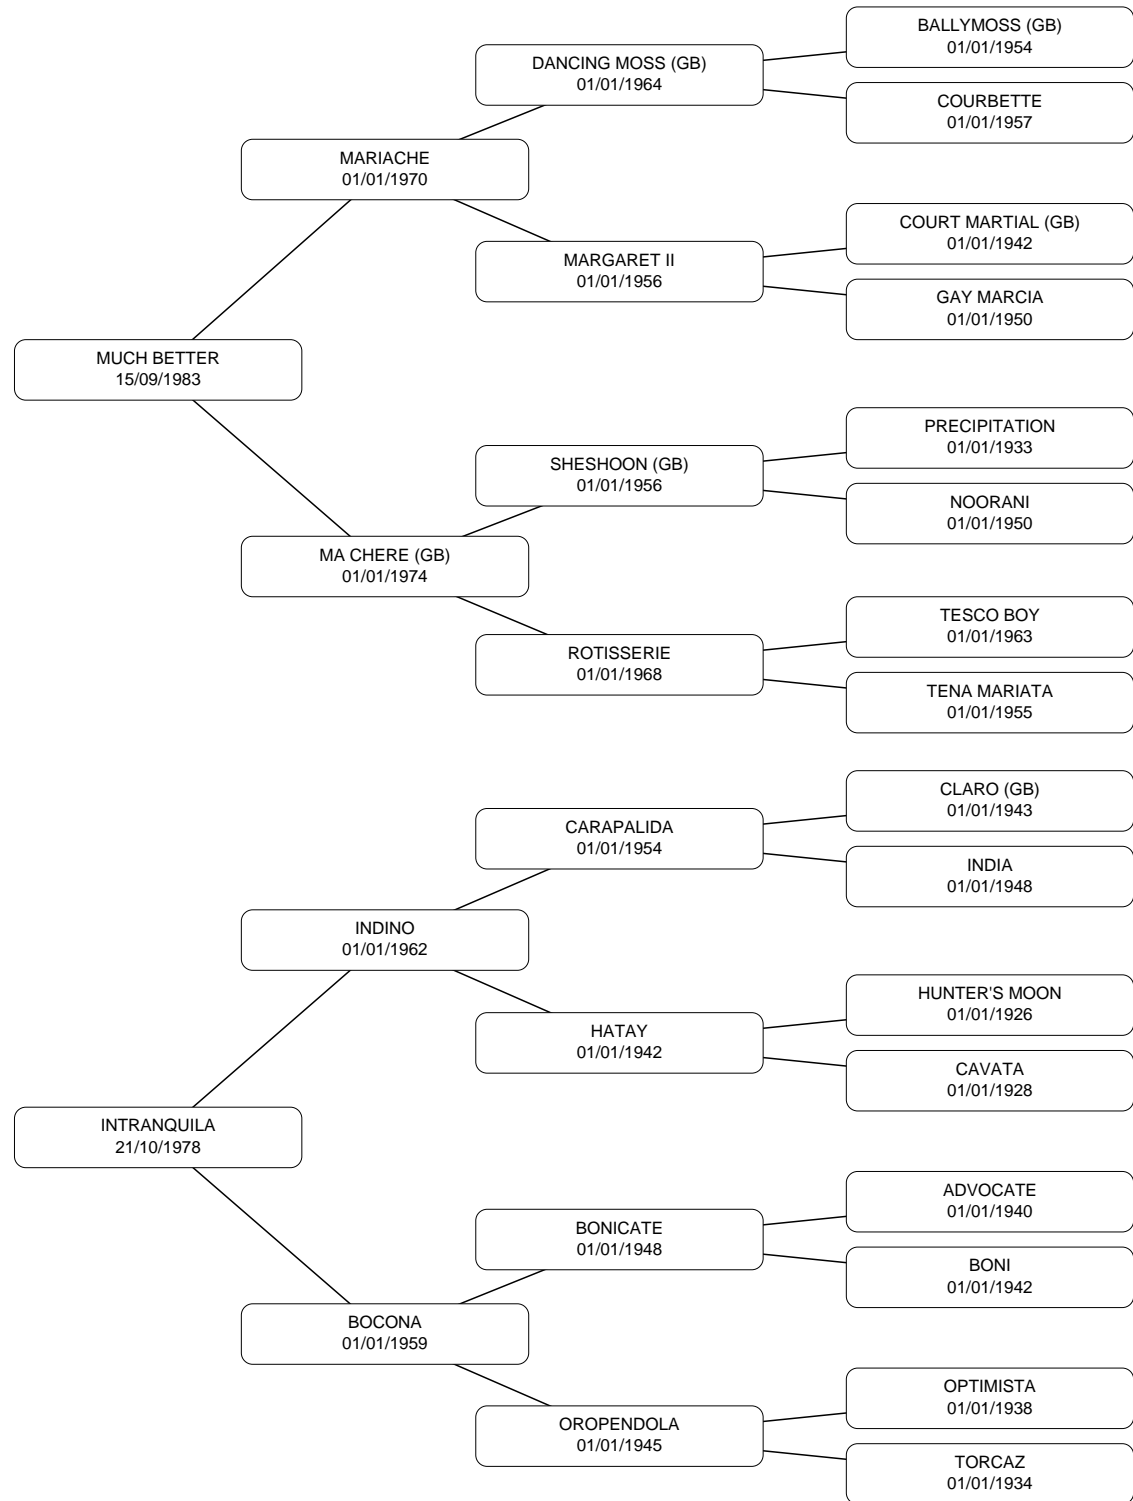 BALLYMOSS (GB)
01/01/1954
DANCING MOSS (GB)
01/01/1964
COURBETTE
01/01/1957
MARIACHE
01/01/1970
COURT MARTIAL (GB)
01/01/1942
MARGARET II
01/01/1956
GAY MARCIA
01/01/1950
MUCH BETTER
15/09/1983
PRECIPITATION
01/01/1933
SHESHOON (GB)
01/01/1956
NOORANI
01/01/1950
MA CHERE (GB)
01/01/1974
TESCO BOY
01/01/1963
ROTISSERIE
01/01/1968
TENA MARIATA
01/01/1955
CLARO (GB)
01/01/1943
CARAPALIDA
01/01/1954
INDIA
01/01/1948
INDINO
01/01/1962
HUNTER'S MOON
01/01/1926
HATAY
01/01/1942
CAVATA
01/01/1928
INTRANQUILA
21/10/1978
ADVOCATE
01/01/1940
BONICATE
01/01/1948
BONI
01/01/1942
BOCONA
01/01/1959
OPTIMISTA
01/01/1938
OROPENDOLA
01/01/1945
TORCAZ
01/01/1934